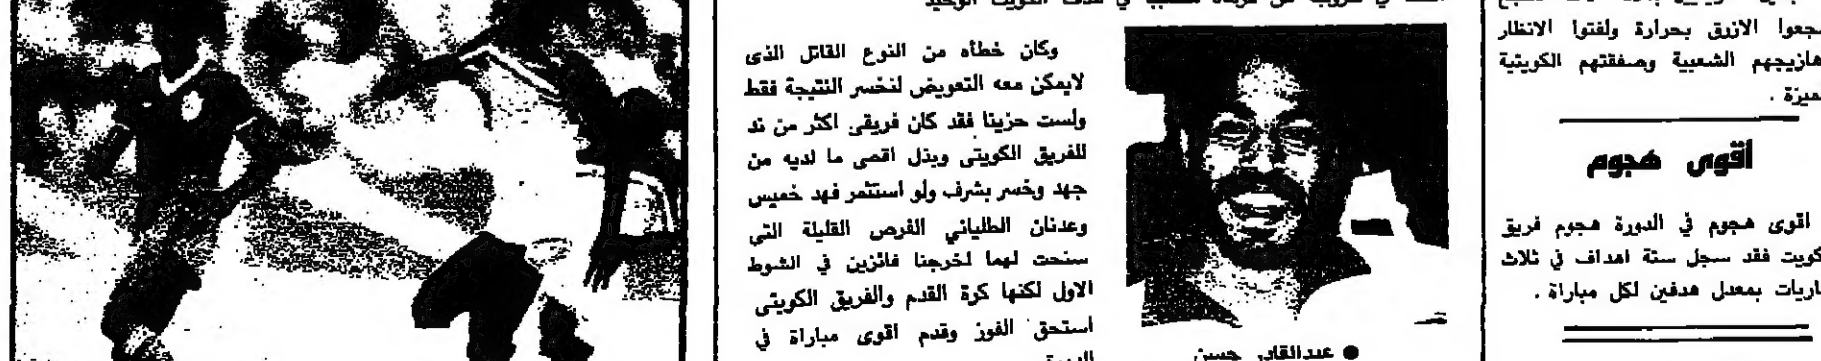 جعوا الازرق بحرارة ولفتوا الانظار
هازيجهم الشعبية وصفقتهم الكويتية
ميزة .
أقوى هجوم
اقوى هجوم في الدورة هجوم فريق
كويت فقد سجل ستة اهداف في ثلاث
اريات بمعدل هدفين لكل مباراة .
● عبدالقادر حسن
وكان خطأه من النوع القاتل الذى
لايمكن معه التعويض لنخسر النتيجة فقط
ولست حزينا فقد كان فريقى اكثر من ند
للفريق الكويتى وبذل اقصى ما لديه من
جهد وخسر بشرف ولو استثمر فهد خميس
وعدنان الطلياني الفرص القليلة التى
سنحت لهما لخرجنا فائزين في الشوط
الاول لكنها كرة القدم والفريق الكويتى
استحق الفوز وقدم اقوى مباراة في